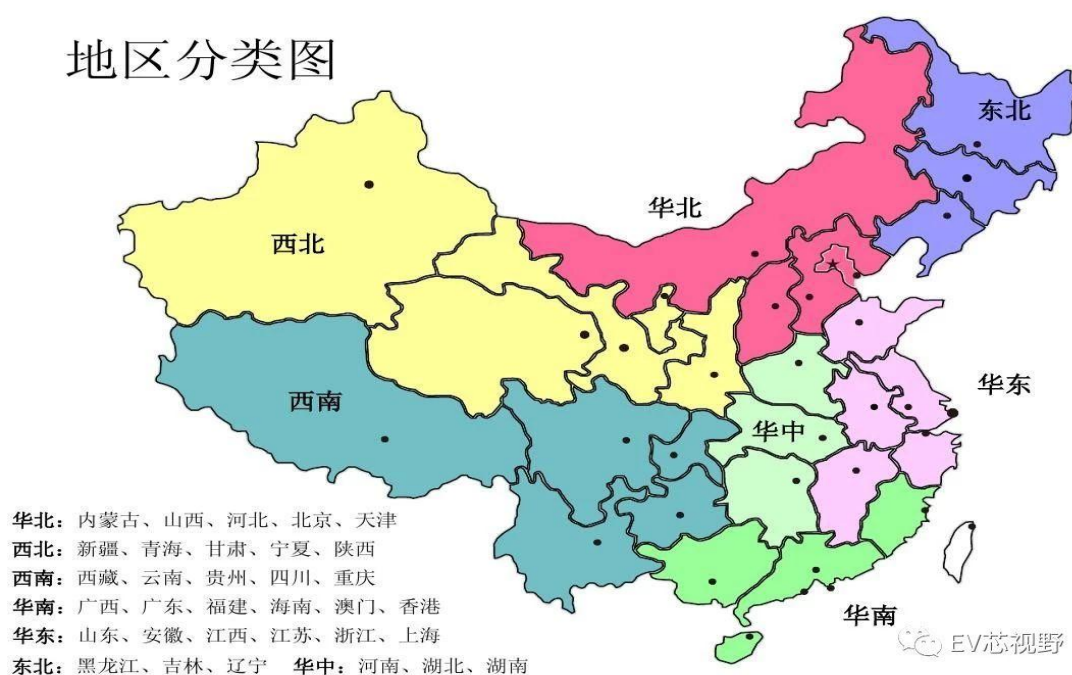 地区分类图
东北
华北
西北
西南
华东
华中
华南
华北：内蒙古、山西、河北、北京、天津
西北：新疆、青海、甘肃、宁夏、陕西
西南：西藏、云南、贵州、四川、重庆
华南：广西、广东、福建、海南、澳门、香港
华东：山东、安徽、江西、江苏、浙江、上海
东北：黑龙江、吉林、辽宁 华中：河南、湖北、湖南
EV芯视野